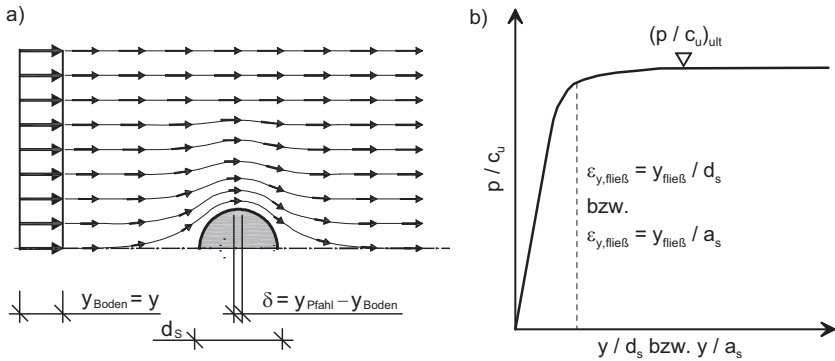 a)
y_Boden = y
δ = y_Pfahl – y_Boden
d_S
b)
(p / c_u)_ult
p / c_u
ε_y,fließ = y_fließ / d_s
bzw.
ε_y,fließ = y_fließ / a_s
y / d_s bzw. y / a_s